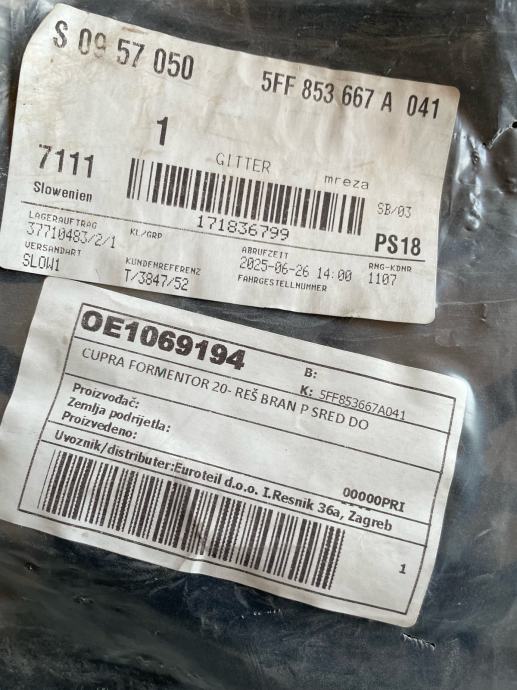 S 09 57 050
5FF 853 667 A 041
1
GITTER
mreza
7111
Slowenien
171836799
SB/03
PS18
LAGERAUFTRAG
37710483/2/1
KL/GRP
ABRUFZEIT
2025-06-26 14:00
RNG-KDNR
1107
VERSANDART
SLOW1
KUNDENREFERENZ
T/3847/52
FAHRGESTELLNUMMER
OE1069194
B:
K: 5FF853667A041
CUPRA FORMENTOR 20- REŠ BRAN P SRED DO
Proizvođač:
Zemlja podrijetla:
Proizvedeno:
00000PRI
Uvoznik/distributer:Euroteil d.o.o. I.Resnik 36a, Zagreb
1